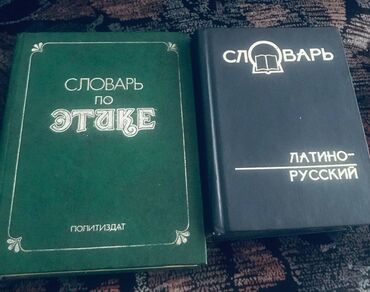 СЛОВАРЬ
ПО
ЭТИКЕ
ПОЛИТИЗДАТ
СЛОВАРЬ
ЛАТИНО-
РУССКИЙ